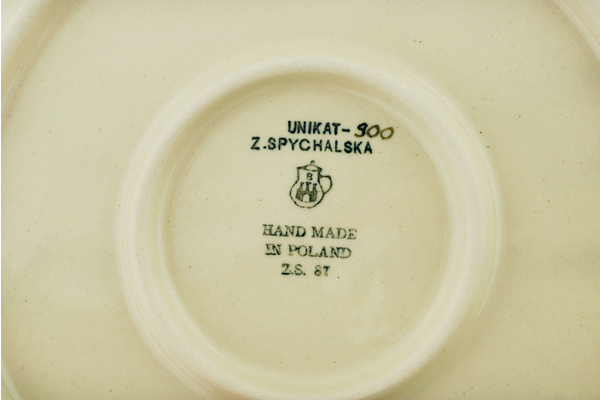 UNIKAT-900
Z.SPYCHALSKA
B
HAND MADE
IN POLAND
Z.S. 87